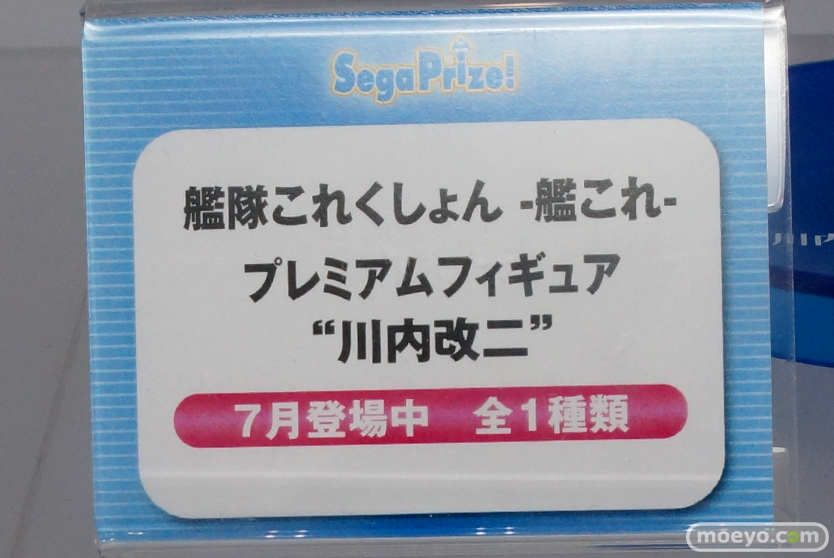 SegaPrize!
艦隊これくしょん -艦これ-
プレミアムフィギュア
“川内改二”
7月登場中　全1種類
moeyo.com